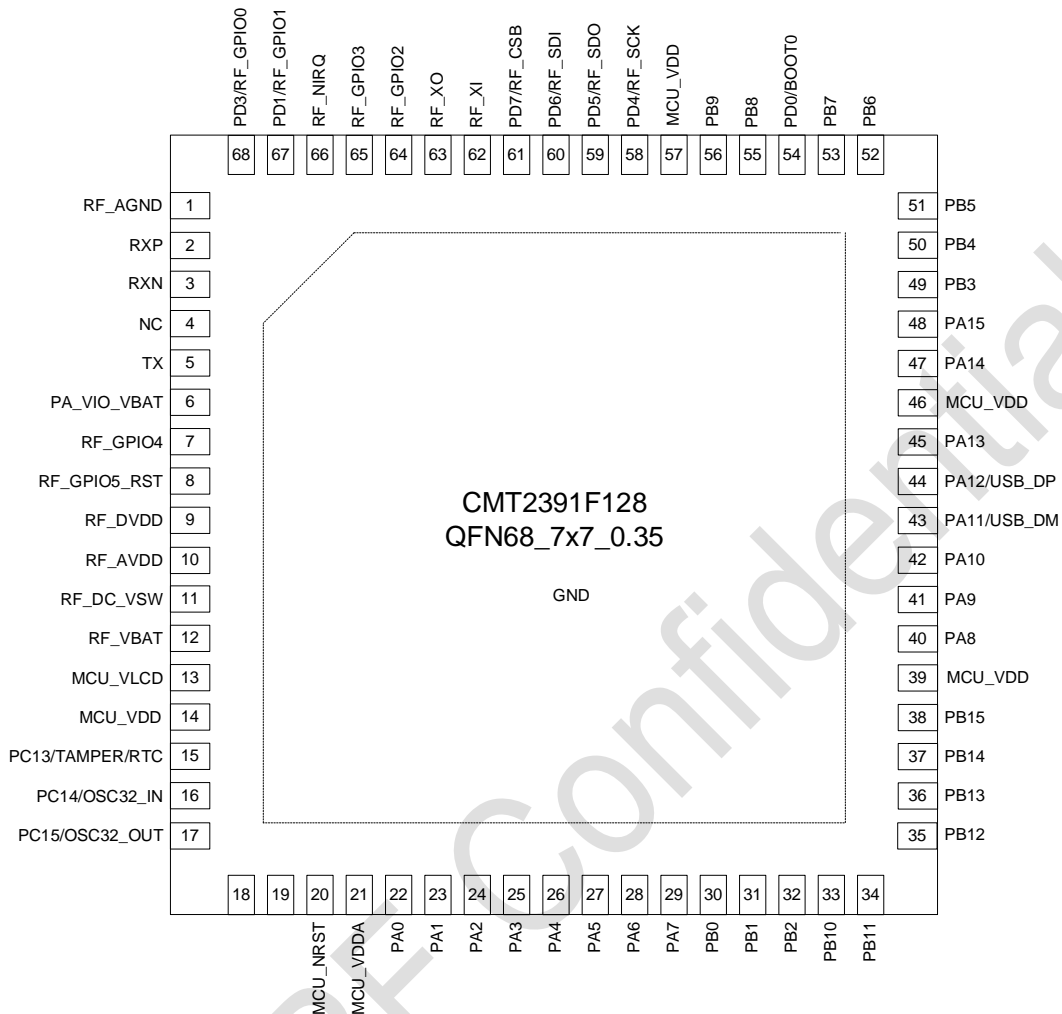 PD3/RF_GPIO0
PD1/RF_GPIO1
RF_NIRQ
RF_GPIO3
RF_GPIO2
RF_XO
RF_XI
PD7/RF_CSB
PD6/RF_SDI
PD5/RF_SDO
PD4/RF_SCK
MCU_VDD
PB9
PB8
PD0/BOOT0
PB7
PB6
68 67 66 65 64 63 62 61 60 59 58 57 56 55 54 53 52
RF_AGND 1
RXP 2
RXN 3
NC 4
TX 5
PA_VIO_VBAT 6
RF_GPIO4 7
RF_GPIO5_RST 8
RF_DVDD 9
RF_AVDD 10
RF_DC_VSW 11
RF_VBAT 12
MCU_VLCD 13
MCU_VDD 14
PC13/TAMPER/RTC 15
PC14/OSC32_IN 16
PC15/OSC32_OUT 17
CMT2391F128
QFN68_7x7_0.35
GND
51 PB5
50 PB4
49 PB3
48 PA15
47 PA14
46 MCU_VDD
45 PA13
44 PA12/USB_DP
43 PA11/USB_DM
42 PA10
41 PA9
40 PA8
39 MCU_VDD
38 PB15
37 PB14
36 PB13
35 PB12
18 19 20 21 22 23 24 25 26 27 28 29 30 31 32 33 34
MCU_NRST
MCU_VDDA
PA0
PA1
PA2
PA3
PA4
PA5
PA6
PA7
PB0
PB1
PB2
PB10
PB11
RF Confidential